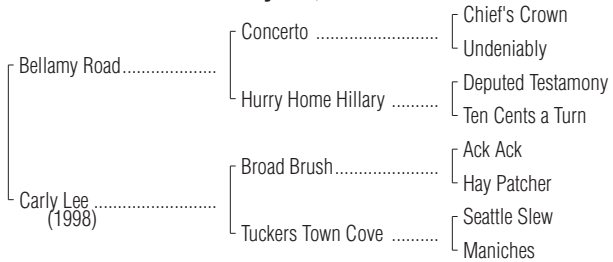 Chief's Crown
Concerto ..........................
Undeniably
Bellamy Road....................
Deputed Testamony
Hurry Home Hillary ..........
Ten Cents a Turn
Ack Ack
Broad Brush......................
Hay Patcher
Carly Lee ..........................
(1998)
Seattle Slew
Tuckers Town Cove ..........
Maniches